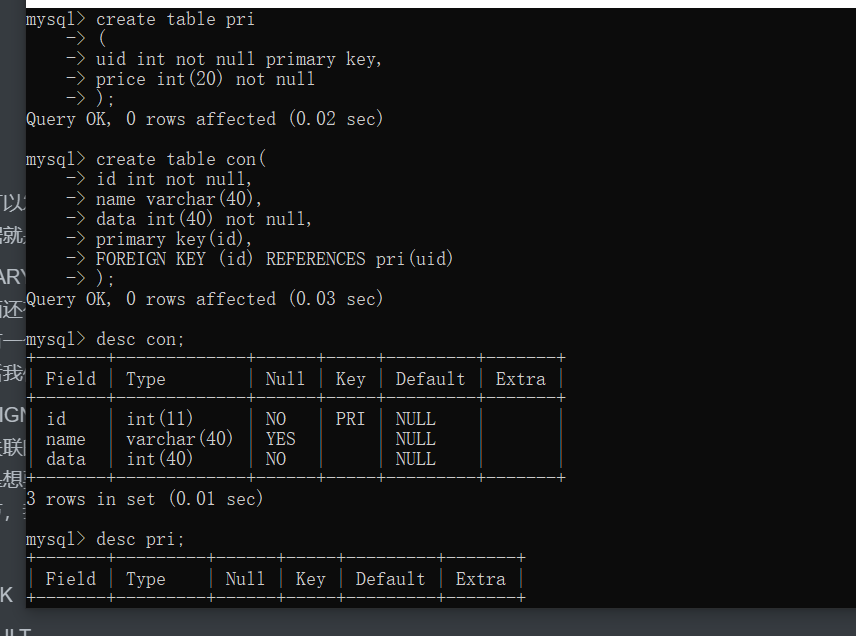 mysql> create table pri
-> (
-> uid int not null primary key,
-> price int(20) not null
-> );
Query OK, 0 rows affected (0.02 sec)
mysql> create table con(
-> id int not null,
-> name varchar(40),
-> data int(40) not null,
-> primary key(id),
-> FOREIGN KEY (id) REFERENCES pri(uid)
-> );
Query OK, 0 rows affected (0.03 sec)
mysql> desc con;
+-------+-------------+------+-----+---------+-------+
| Field | Type | Null | Key | Default | Extra |
+-------+-------------+------+-----+---------+-------+
| id | int(11) | NO | PRI | NULL | |
| name | varchar(40) | YES | | NULL | |
| data | int(40) | NO | | NULL | |
+-------+-------------+------+-----+---------+-------+
3 rows in set (0.01 sec)
mysql> desc pri;
+-------+---------+------+-----+---------+-------+
| Field | Type | Null | Key | Default | Extra |
+-------+---------+------+-----+---------+-------+